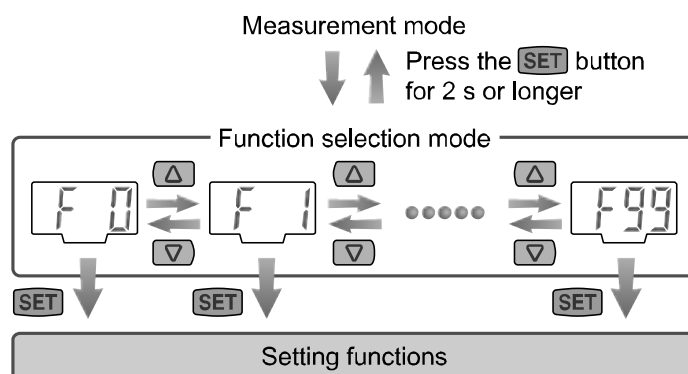 Measurement mode
Press the SET button
for 2 s or longer
Function selection mode
F 0 F 1 F99
SET SET SET
Setting functions